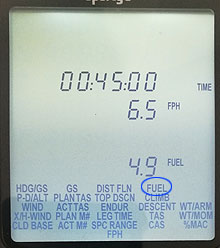 00:45:00 TIME
6.5 FPH
4.9 FUEL
HDG/GS GS DIST FLN FUEL
P-D/ALT PLAN TAS TOP DSCN CLIMB
WIND ACT TAS ENDUR DESCENT WT/ARM
X/H-WIND PLAN M# LEG TIME TAS WT/MOM
CLD BASE ACT M# SPC RANGE CAS %MAC
FPH